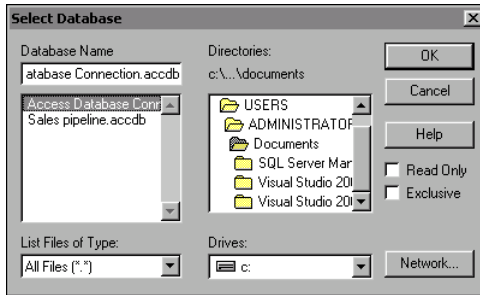 Select Database
Database Name
atabase Connection.accdb
Access Database Conr
Sales pipeline.accdb
List Files of Type:
All Files (*.*)
Directories:
c:\...\documents
USERS
ADMINISTRATOR
Documents
SQL Server Mar
Visual Studio 20
Visual Studio 20
Drives:
c:
OK
Cancel
Help
Read Only
Exclusive
Network...